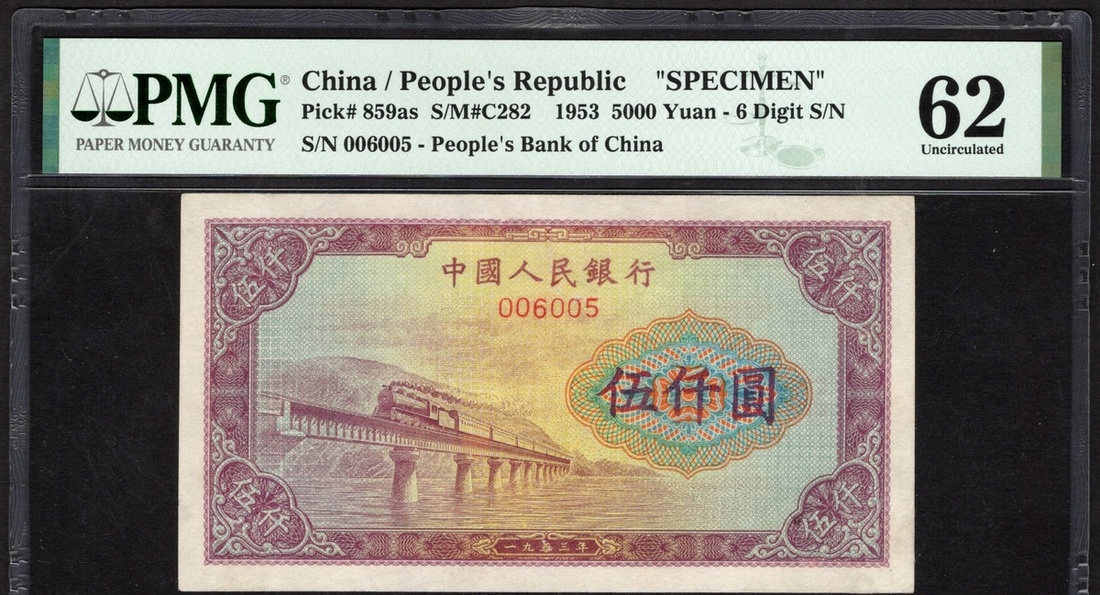 PMG®
PAPER MONEY GUARANTY
China / People's Republic "SPECIMEN"
Pick# 859as S/M#C282 1953 5000 Yuan - 6 Digit S/N
S/N 006005 - People's Bank of China
62
Uncirculated
伍仟
伍仟
中國人民銀行
006005
伍仟圓
伍仟
伍仟
一九五三年